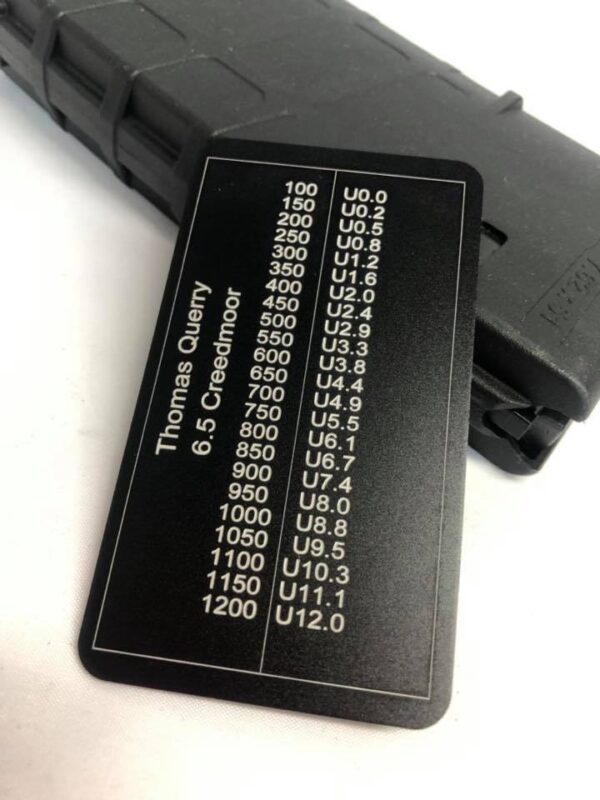 Thomas Querry
6.5 Creedmoor
100 U0.0
150 U0.2
200 U0.5
250 U0.8
300 U1.2
350 U1.6
400 U2.0
450 U2.4
500 U2.9
550 U3.3
600 U3.8
650 U4.4
700 U4.9
750 U5.5
800 U6.1
850 U6.7
900 U7.4
950 U8.0
1000 U8.8
1050 U9.5
1100 U10.3
1150 U11.1
1200 U12.0